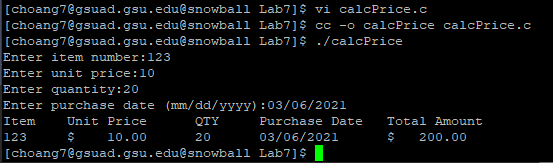 [choang7@gsuad.gsu.edu@snowball Lab7]$ vi calcPrice.c
[choang7@gsuad.gsu.edu@snowball Lab7]$ cc -o calcPrice calcPrice.c
[choang7@gsuad.gsu.edu@snowball Lab7]$ ./calcPrice
Enter item number:123
Enter unit price:10
Enter quantity:20
Enter purchase date (mm/dd/yyyy):03/06/2021
Item    Unit Price      QTY     Purchase Date   Total Amount
123     $   10.00       20      03/06/2021      $   200.00
[choang7@gsuad.gsu.edu@snowball Lab7]$